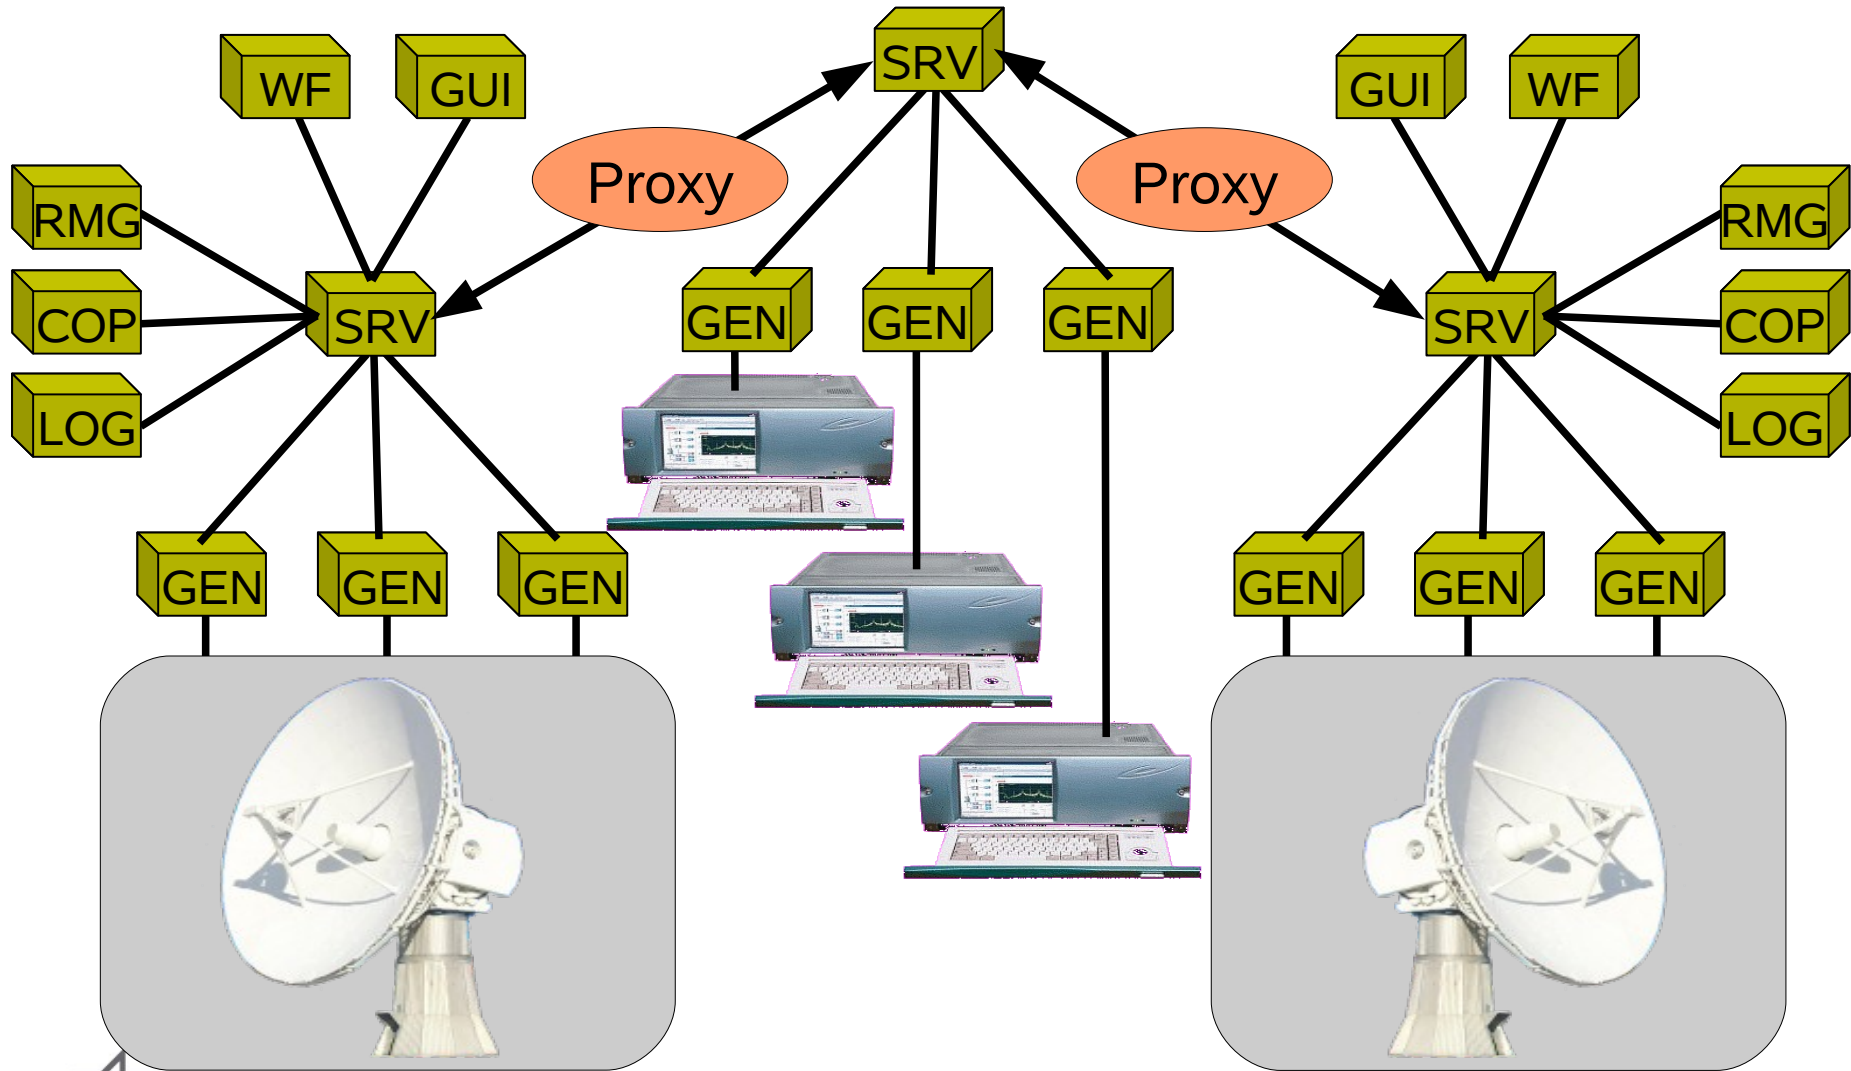 SRV
WF
GUI
GUI
WF
Proxy
Proxy
RMG
RMG
COP
SRV
GEN
GEN
GEN
SRV
COP
LOG
LOG
GEN
GEN
GEN
GEN
GEN
GEN